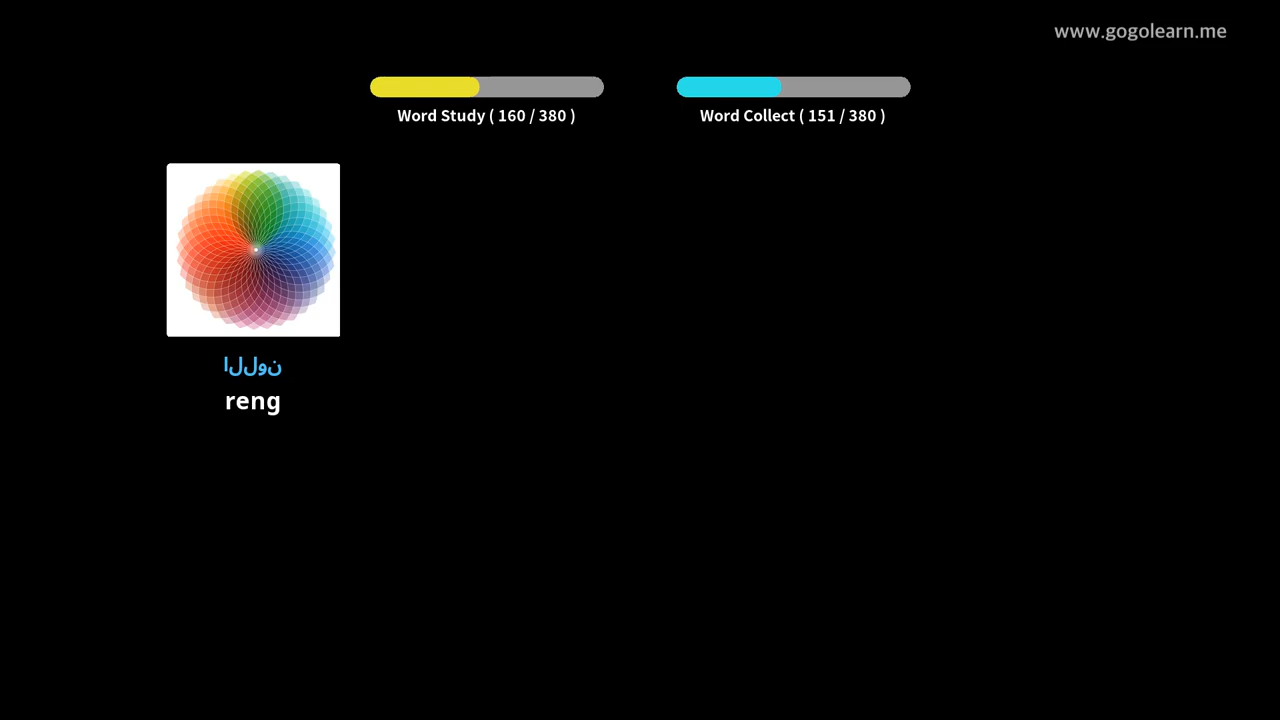 www.gogolearn.me
Word Study ( 160 / 380 )
Word Collect ( 151 / 380 )
اللون
reng